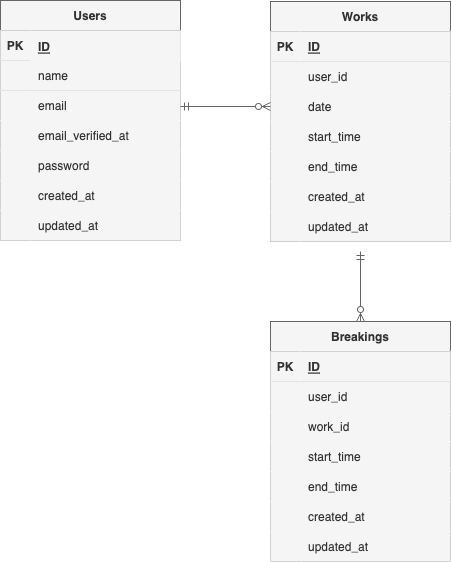 Users
PK ID
name
email
email_verified_at
password
created_at
updated_at
Works
PK ID
user_id
date
start_time
end_time
created_at
updated_at
Breakings
PK ID
user_id
work_id
start_time
end_time
created_at
updated_at